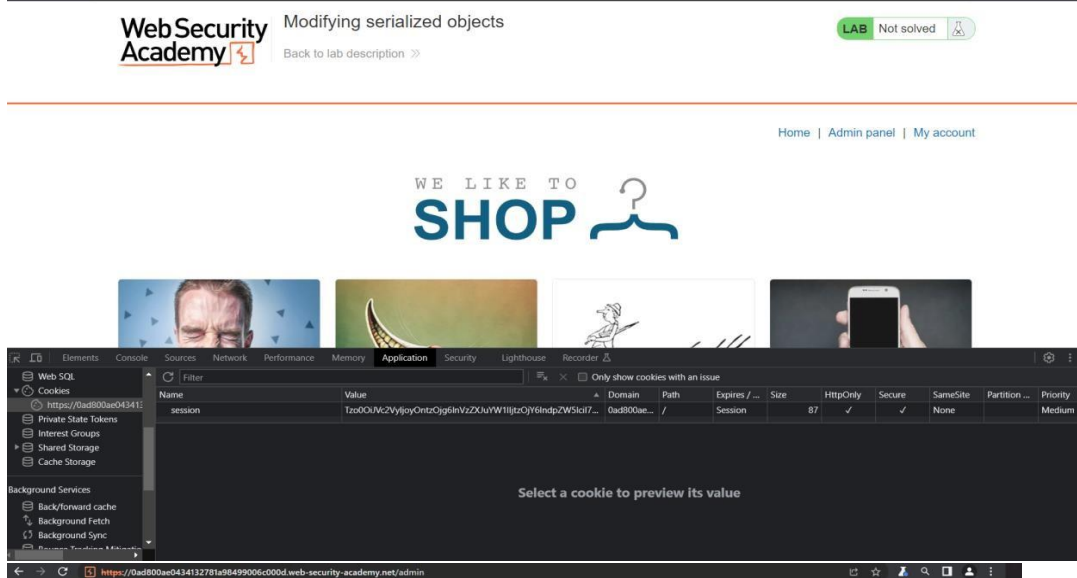 Web Security
Academy
Modifying serialized objects
Back to lab description
LAB Not solved
Home | Admin panel | My account
WE LIKE TO
SHOP
Elements Console Sources Network Performance Memory Application Security Lighthouse Recorder
Web SQL
Cookies
https://0ad800ae043413
Private State Tokens
Interest Groups
Shared Storage
Cache Storage
Background Services
Back/forward cache
Background Fetch
Background Sync
Filter
Only show cookies with an issue
Name Value Domain Path Expires / ... Size HttpOnly Secure SameSite Partition ... Priority
session 0ad800ae... / Session 87 ✓ ✓ None Medium
Select a cookie to preview its value
https://0ad800ae0434132781a98499006c000d.web-security-academy.net/admin